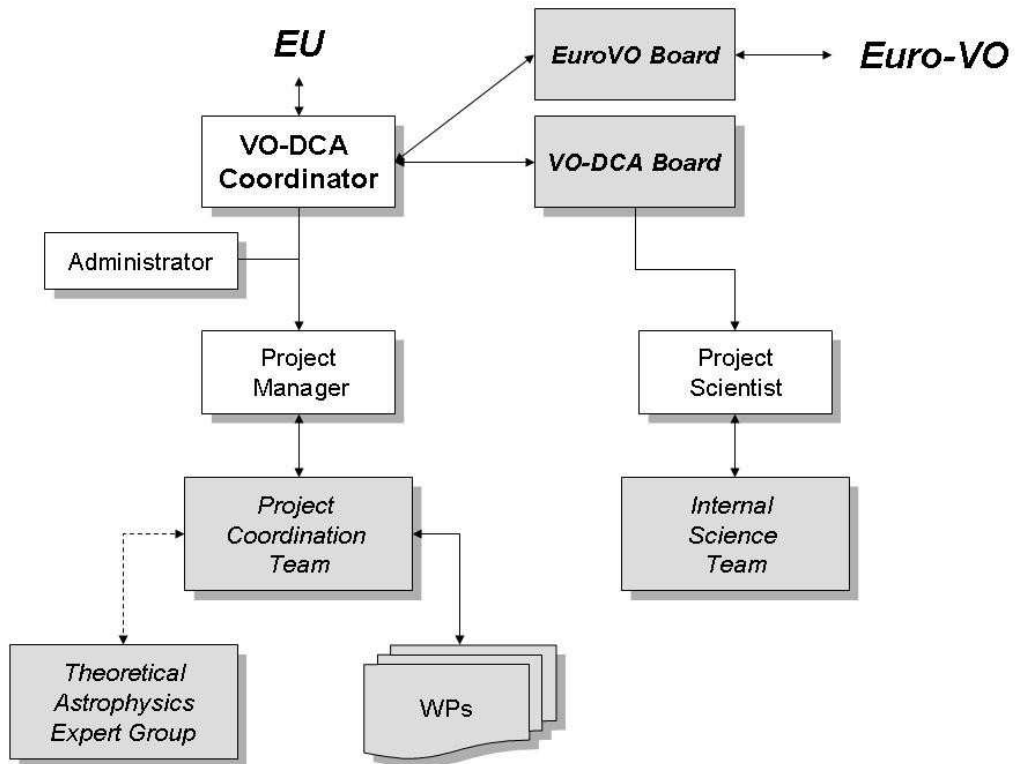 EU
EuroVO Board
Euro-VO
VO-DCA
Coordinator
VO-DCA Board
Administrator
Project
Manager
Project
Scientist
Project
Coordination
Team
Internal
Science
Team
Theoretical
Astrophysics
Expert Group
WPs